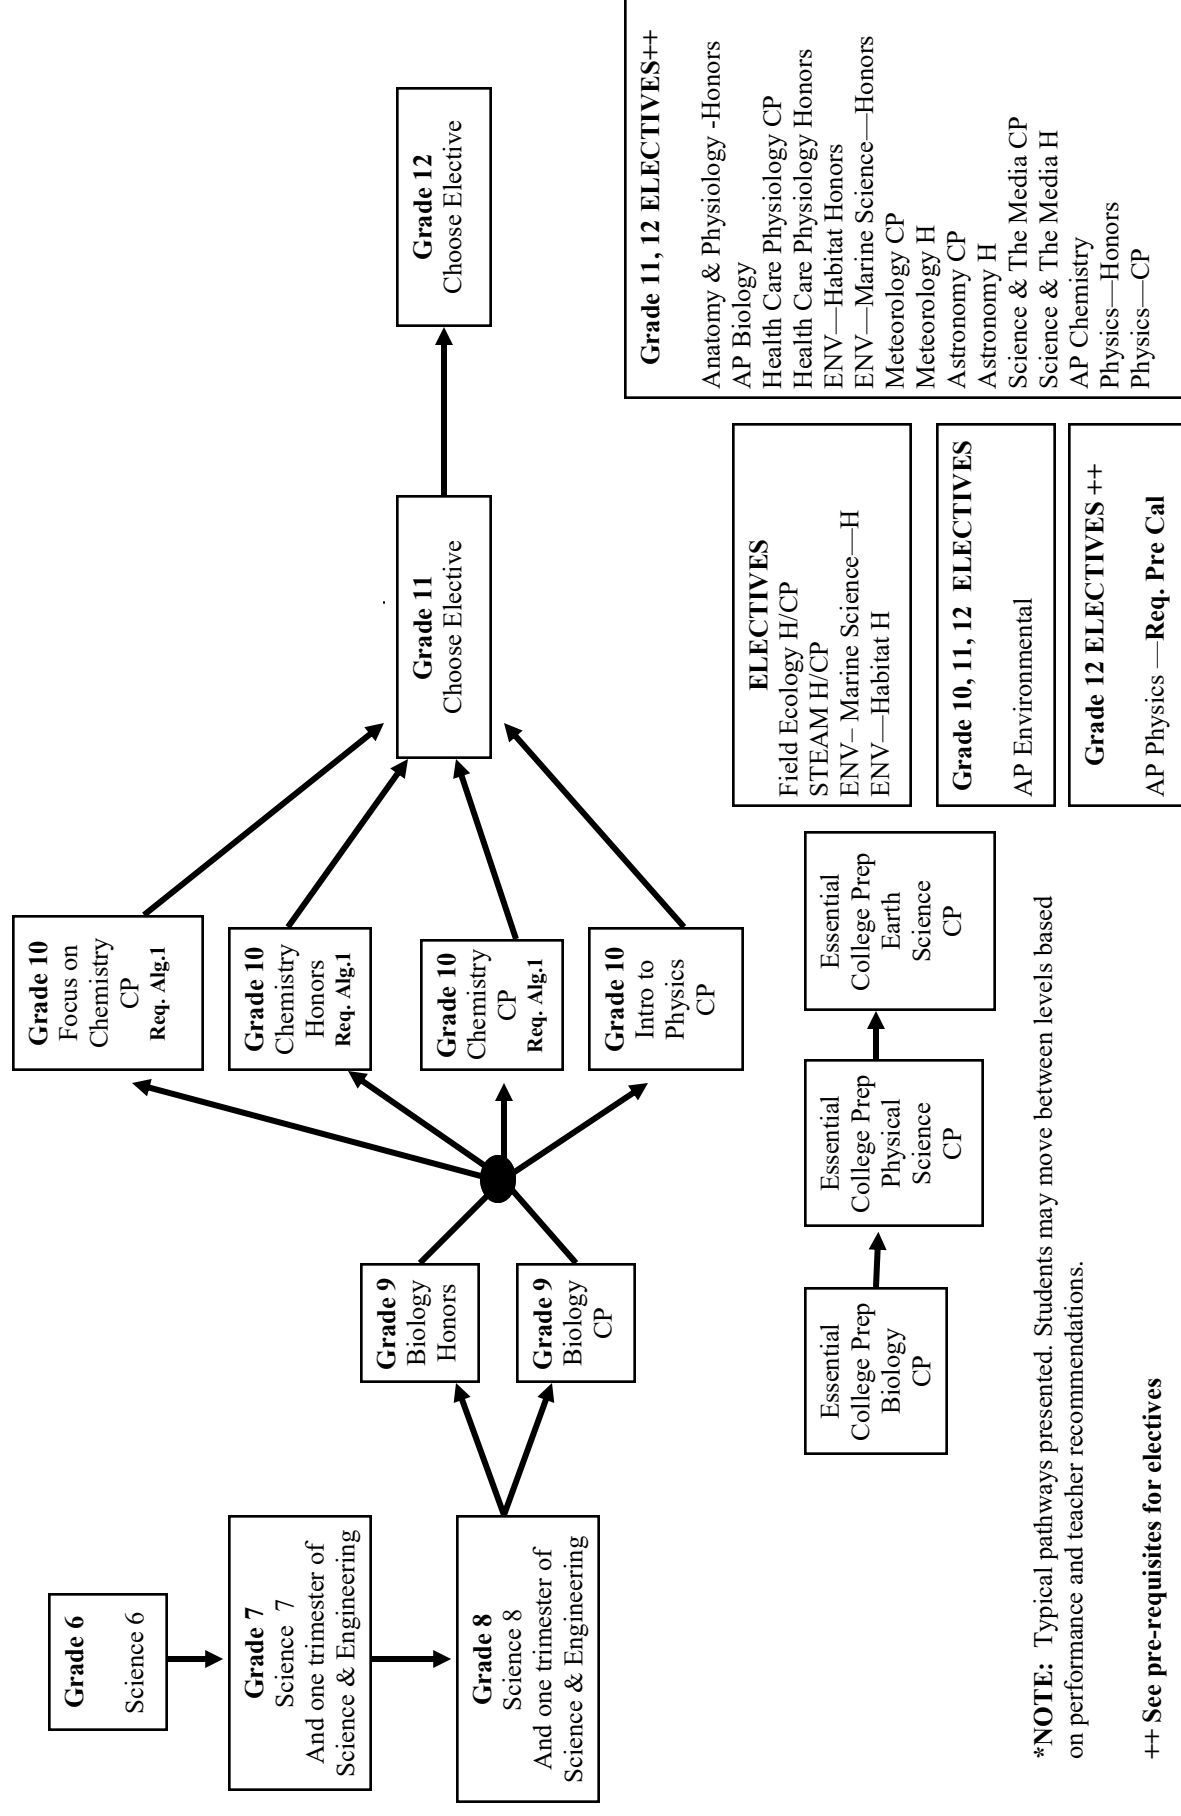 Grade 6
Science 6
Grade 7
Science  7
And one trimester of
Science & Engineering
Grade 8
Science 8
And one trimester of
Science & Engineering
Grade 9
Biology
Honors
Grade 9
Biology
CP
Grade 10
Focus on
Chemistry
CP
Req. Alg.1
Grade 10
Chemistry
Honors
Req. Alg.1
Grade 10
Chemistry
CP
Req. Alg.1
Grade 10
Intro to
Physics
CP
Grade 11
Choose Elective
Grade 12
Choose Elective
Essential
College Prep
Biology
CP
Essential
College Prep
Physical
Science
CP
Essential
College Prep
Earth
Science
CP
ELECTIVES
Field Ecology H/CP
STEAM H/CP
ENV– Marine Science—H
ENV—Habitat H
Grade 10, 11, 12  ELECTIVES
AP Environmental
Grade 12 ELECTIVES ++
AP Physics —Req. Pre Cal
Grade 11, 12 ELECTIVES++
Anatomy & Physiology -Honors
AP Biology
Health Care Physiology CP
Health Care Physiology Honors
ENV—Habitat Honors
ENV—Marine Science—Honors
Meteorology CP
Meteorology H
Astronomy CP
Astronomy H
Science & The Media CP
Science & The Media H
AP Chemistry
Physics—Honors
Physics—CP
*NOTE:  Typical pathways presented. Students may move between levels based
on performance and teacher recommendations.
++ See pre-requisites for electives